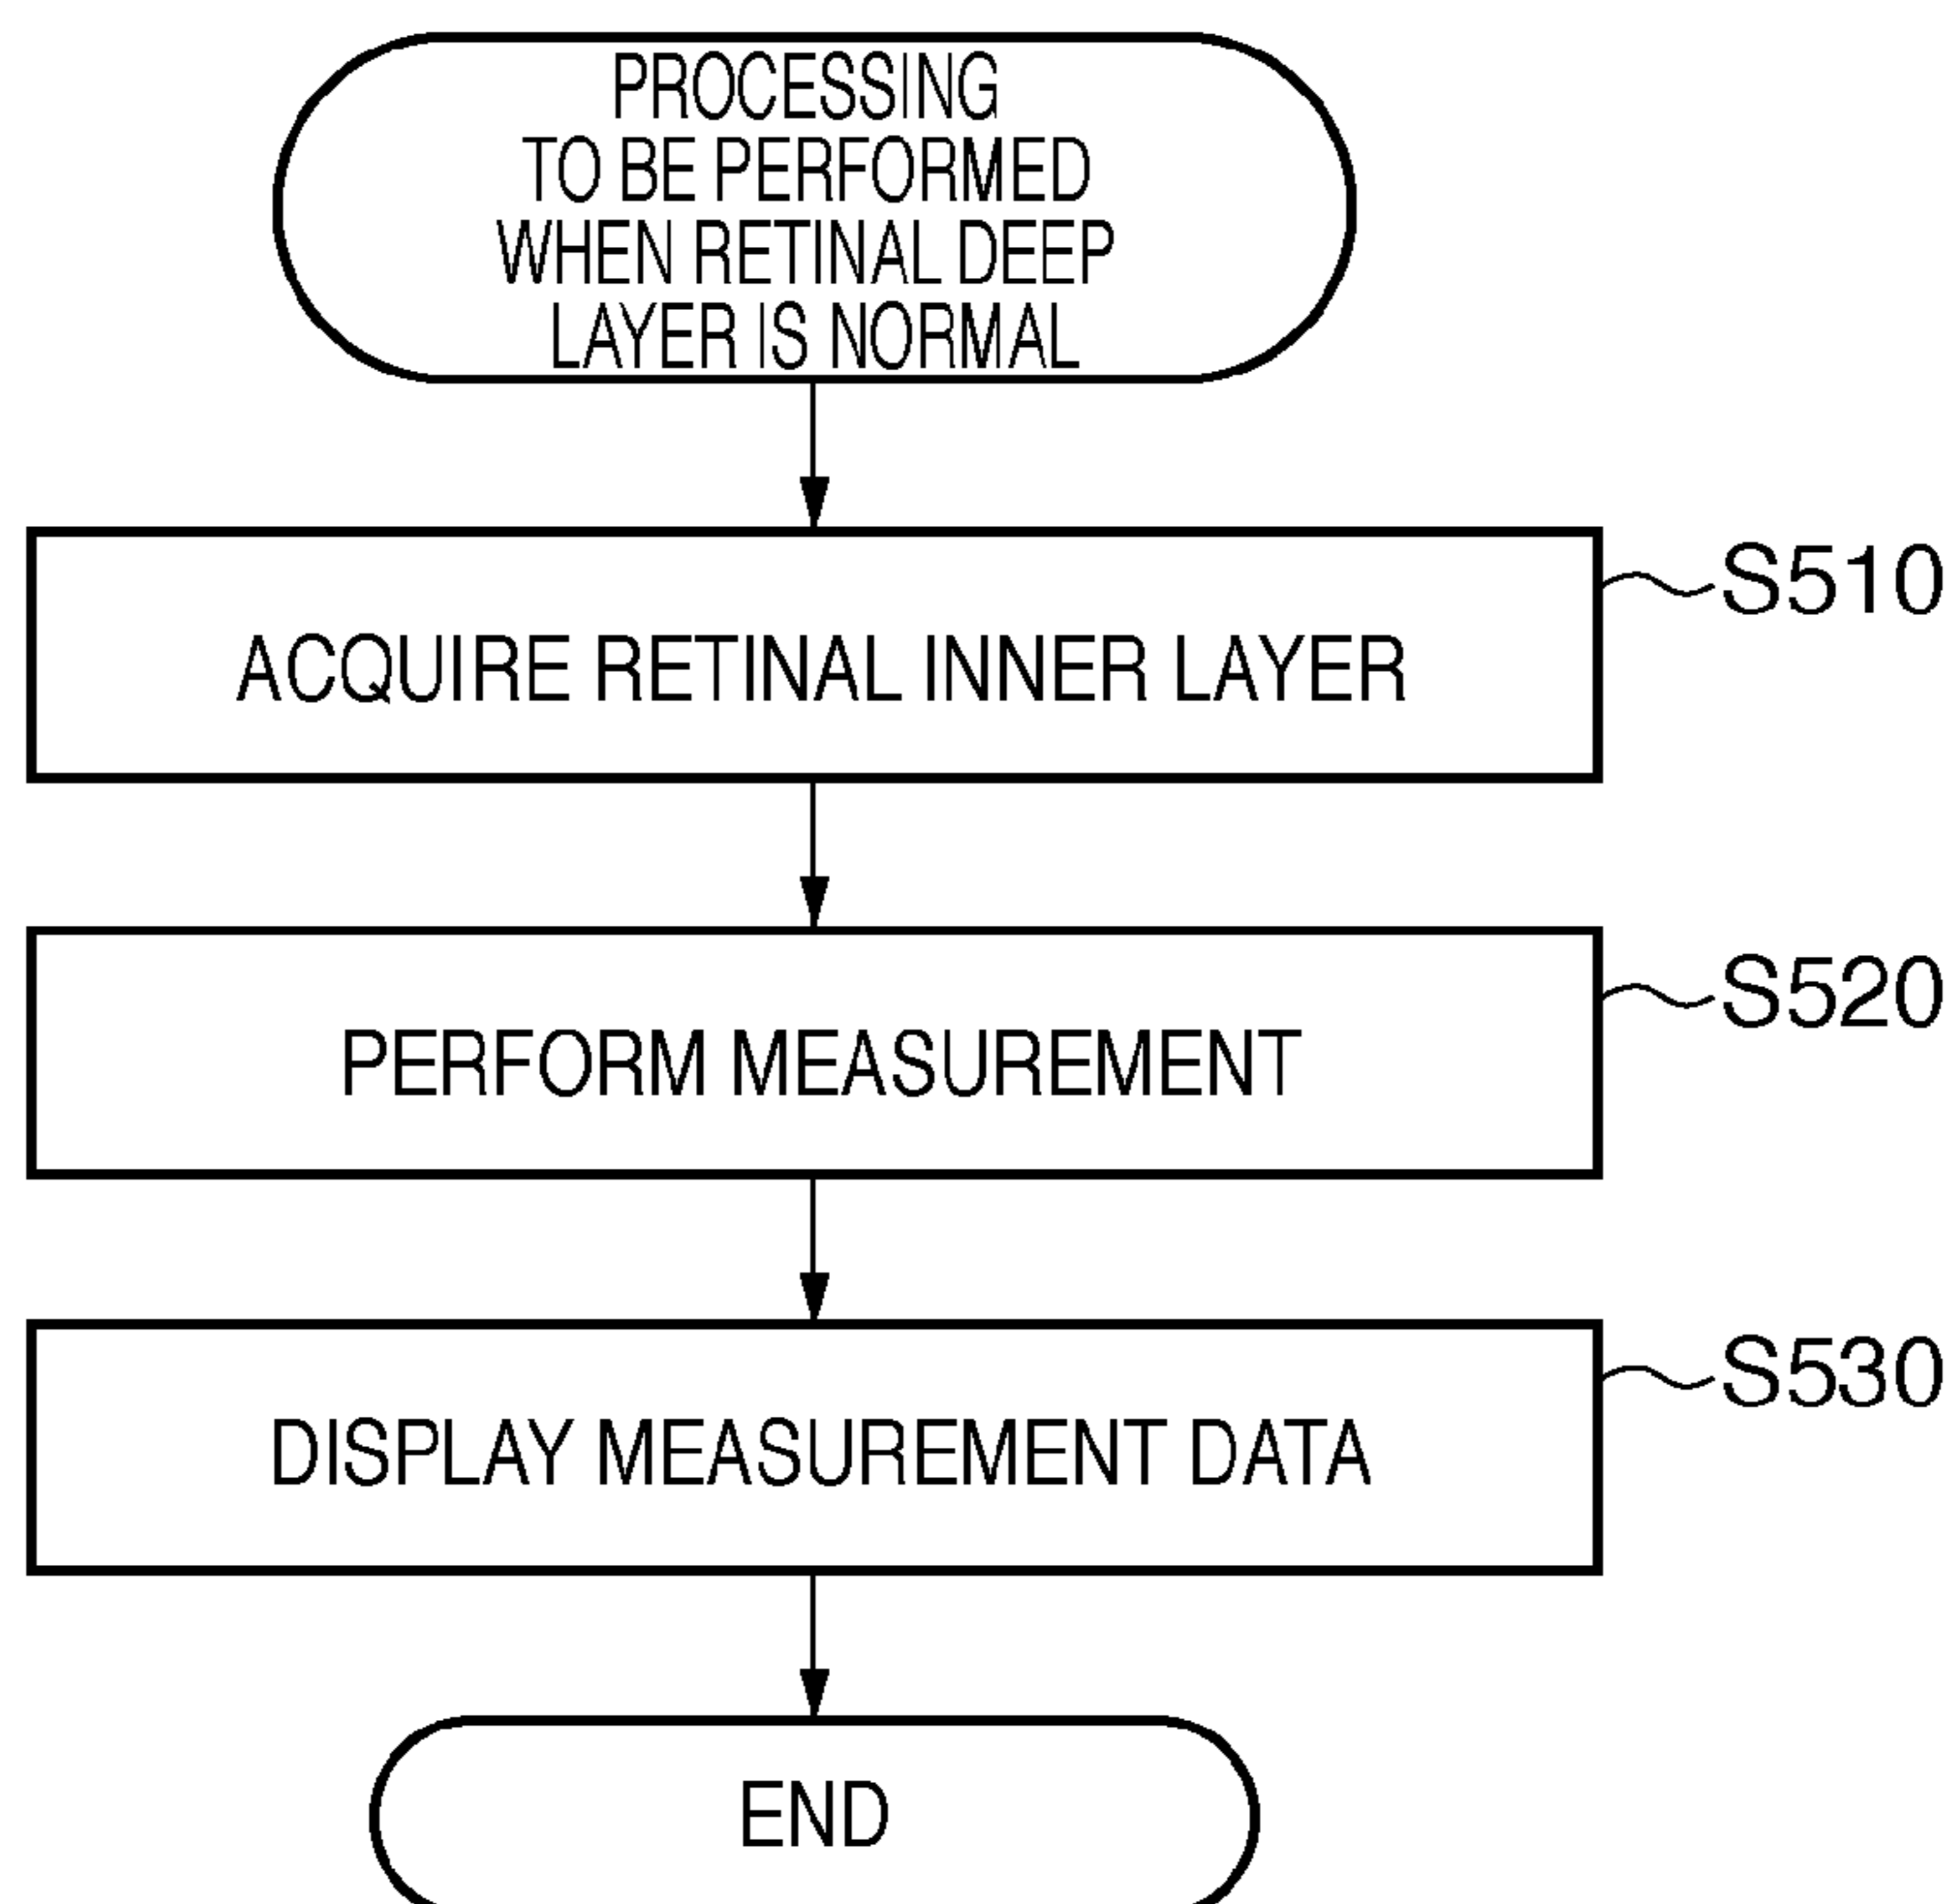 PROCESSING
TO BE PERFORMED
WHEN RETINAL DEEP
LAYER IS NORMAL
S510
ACQUIRE RETINAL INNER LAYER
S520
PERFORM MEASUREMENT
S530
DISPLAY MEASUREMENT DATA
END